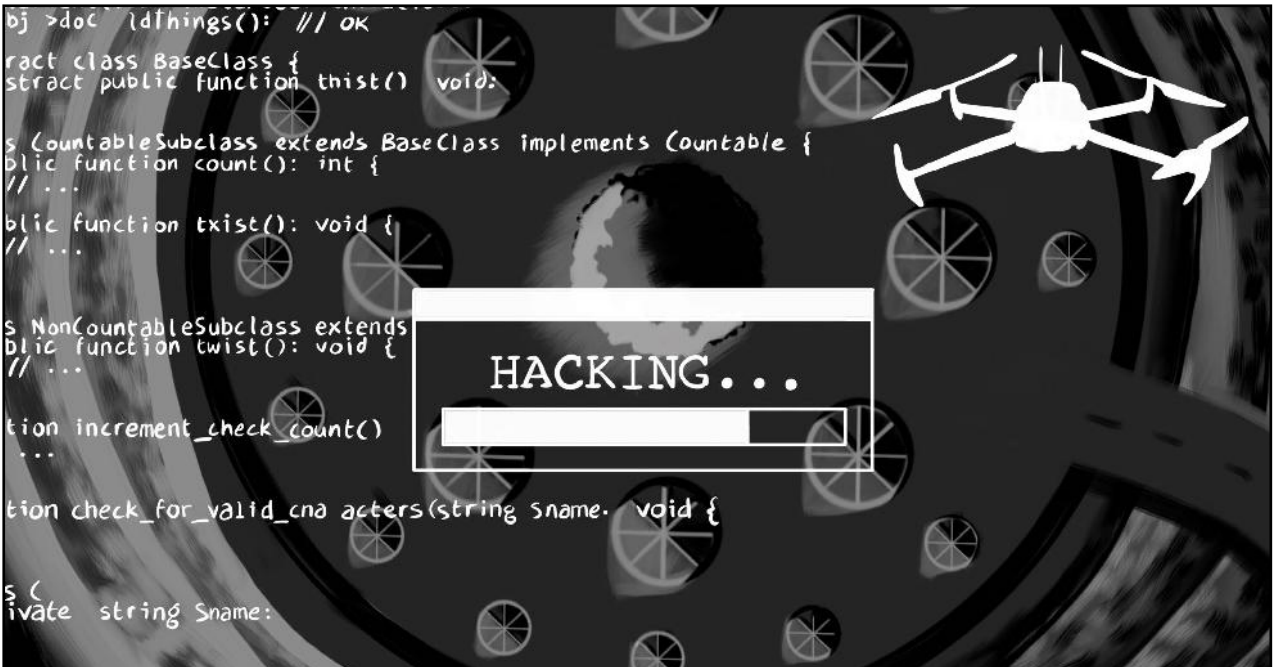 bj >doc ldthings(): /// OK
ract class BaseClass {
stract public function thist() void:
s CountableSubclass extends BaseClass implements Countable {
blic function count(): int {
// ...
blic function txist(): void {
// ...
s NonCountableSubclass extends
blic function twist(): void {
// ...
HACKING...
tion increment_check_count()
...
tion check_for_valid_cna acters(string Sname. void {
s (
ivate string Sname: